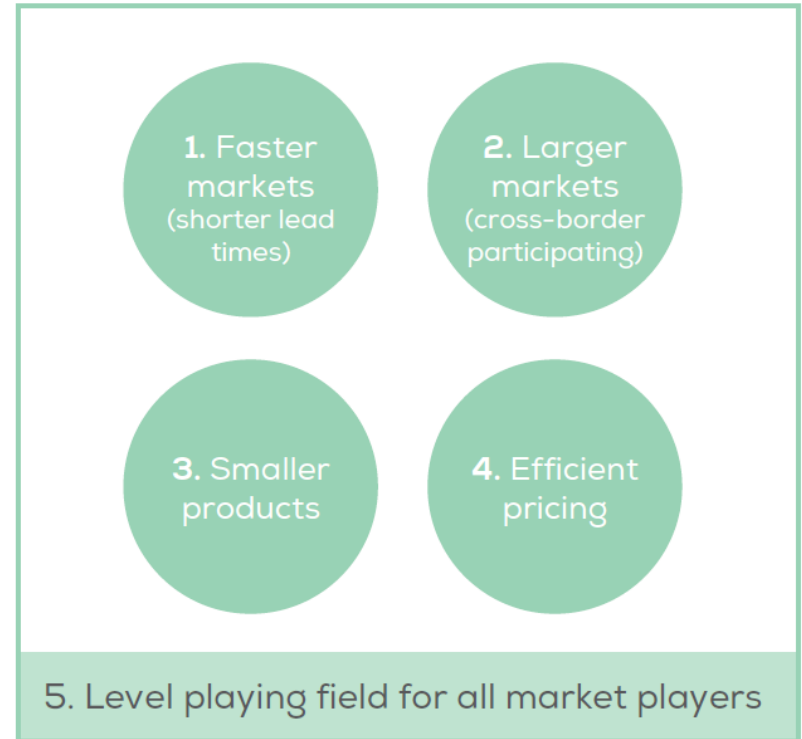 1. Faster
markets
(shorter lead
times)
2. Larger
markets
(cross-border
participating)
3. Smaller
products
4. Efficient
pricing
5. Level playing field for all market players